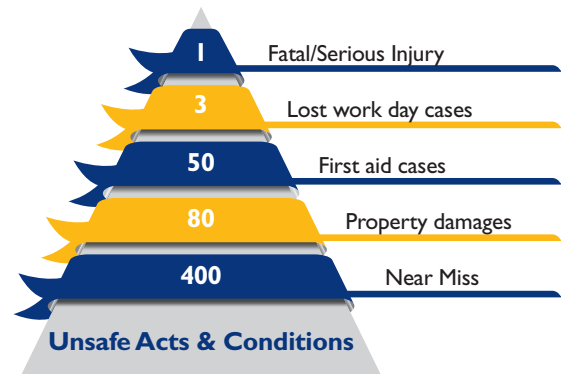 1 Fatal/Serious Injury
3 Lost work day cases
50 First aid cases
80 Property damages
400 Near Miss
Unsafe Acts & Conditions